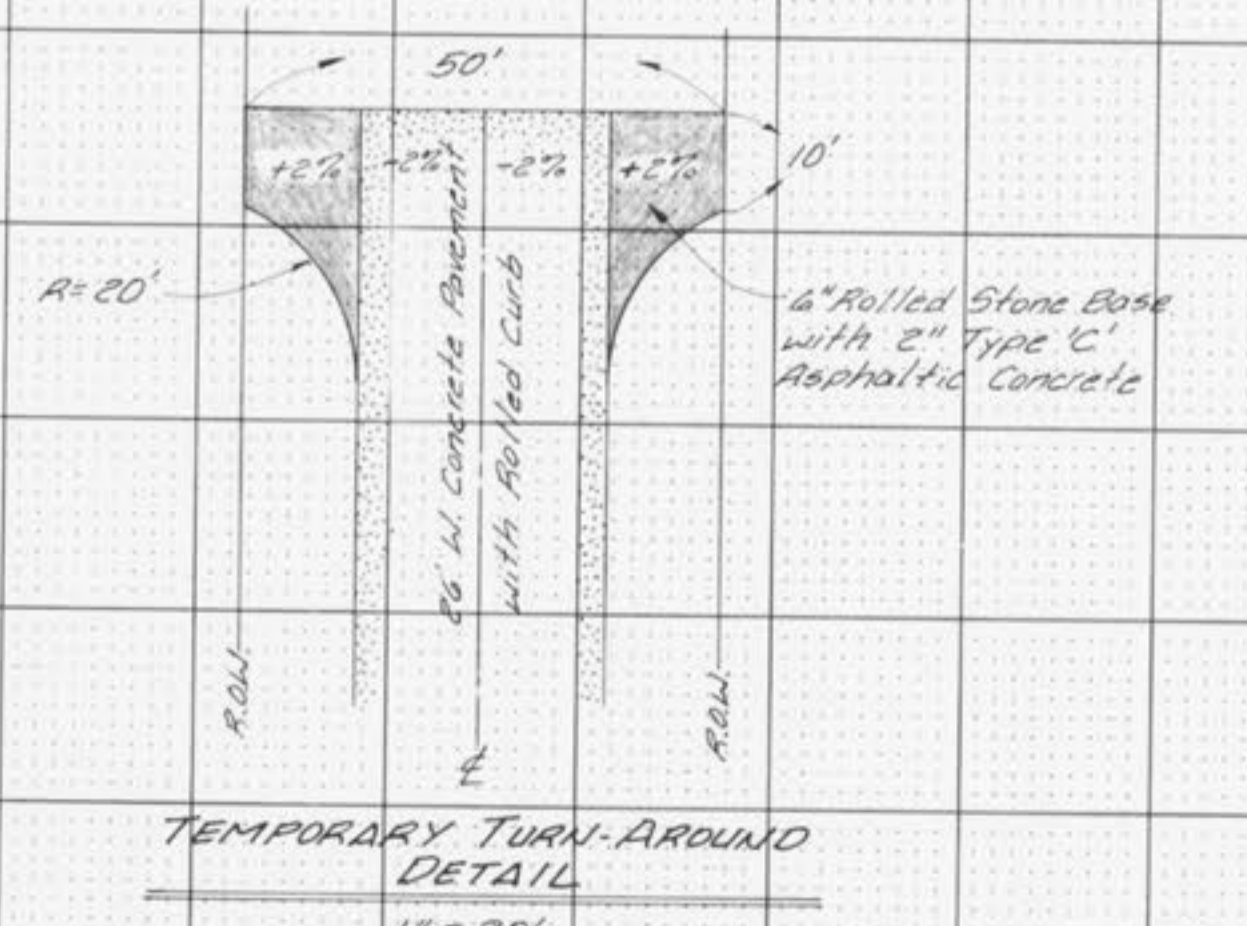 50'
+2%
-2%
-2%
+2%
10'
R=20'
26' W. Concrete Pavement
with Rolled Curb
6" Rolled Stone Base
with 2" Type 'C'
Asphaltic Concrete
R.O.W.
R.O.W.
℄
TEMPORARY TURN-AROUND
DETAIL